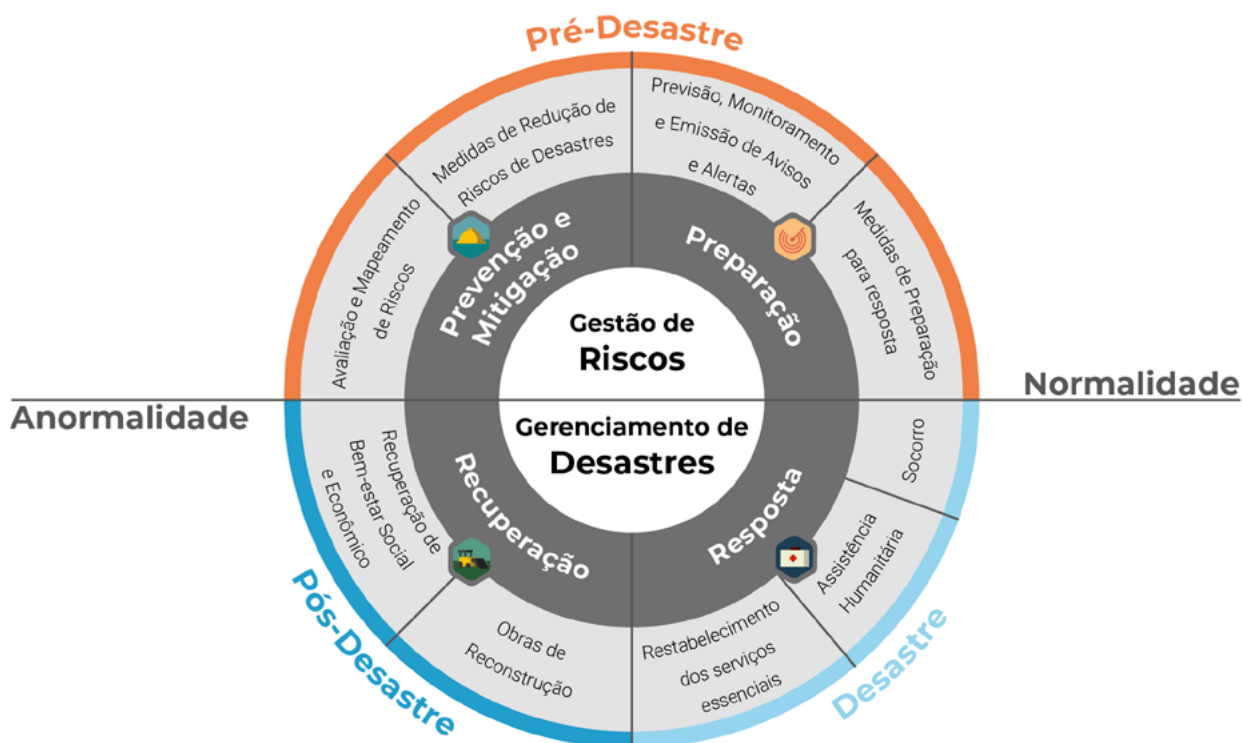 Pré-Desastre
Medidas de Redução de
Riscos de Desastres
Previsão, Monitoramento
e Emissão de Avisos
e Alertas
Avaliação e Mapeamento
de Riscos
Medidas de Preparação
para resposta
Prevenção e
Mitigação
Preparação
Gestão de
Riscos
Normalidade
Anormalidade
Gerenciamento de
Desastres
Recuperação
Resposta
Recuperação de
Bem-estar Social
e Econômico
Obras de
Reconstrução
Restabelecimento
dos serviços
essenciais
Assistência
Humanitária
Socorro
Pós-Desastre
Desastre